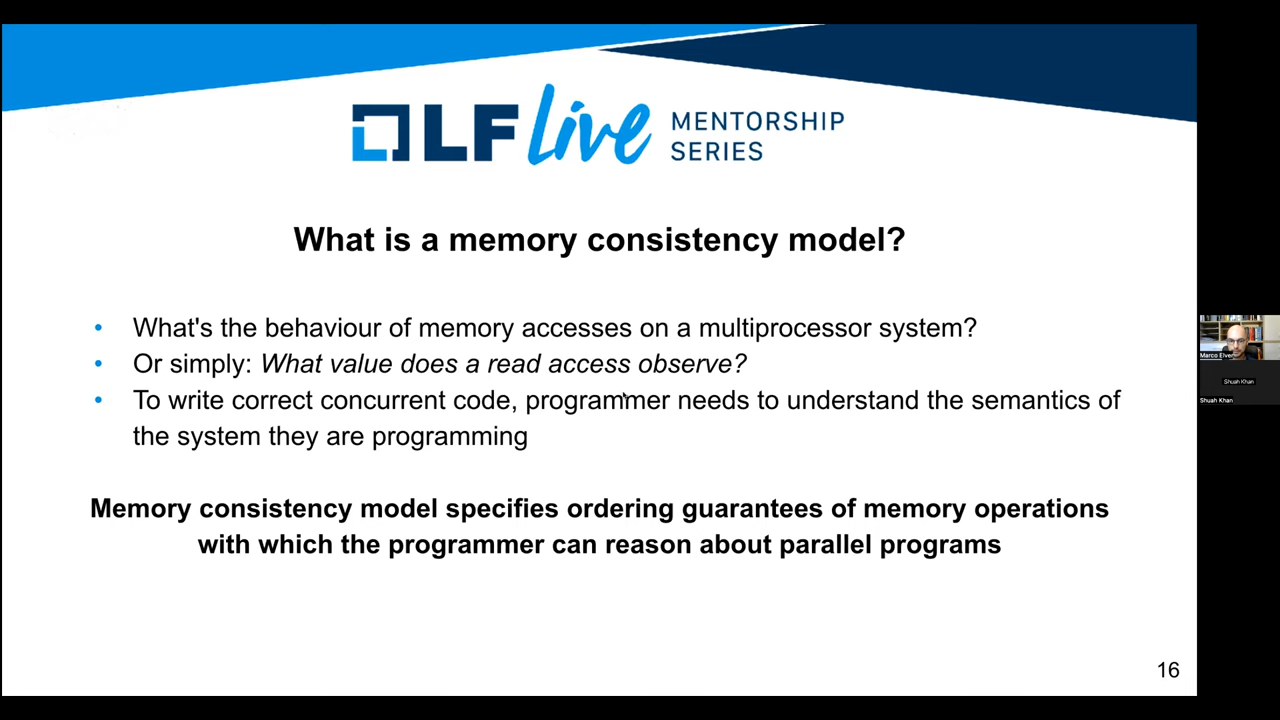 LF Live MENTORSHIP
SERIES
What is a memory consistency model?
• What's the behaviour of memory accesses on a multiprocessor system?
• Or simply: What value does a read access observe?
• To write correct concurrent code, programmer needs to understand the semantics of
the system they are programming
Memory consistency model specifies ordering guarantees of memory operations
with which the programmer can reason about parallel programs
16
Marco Elver
Shuah Khan
Shuah Khan